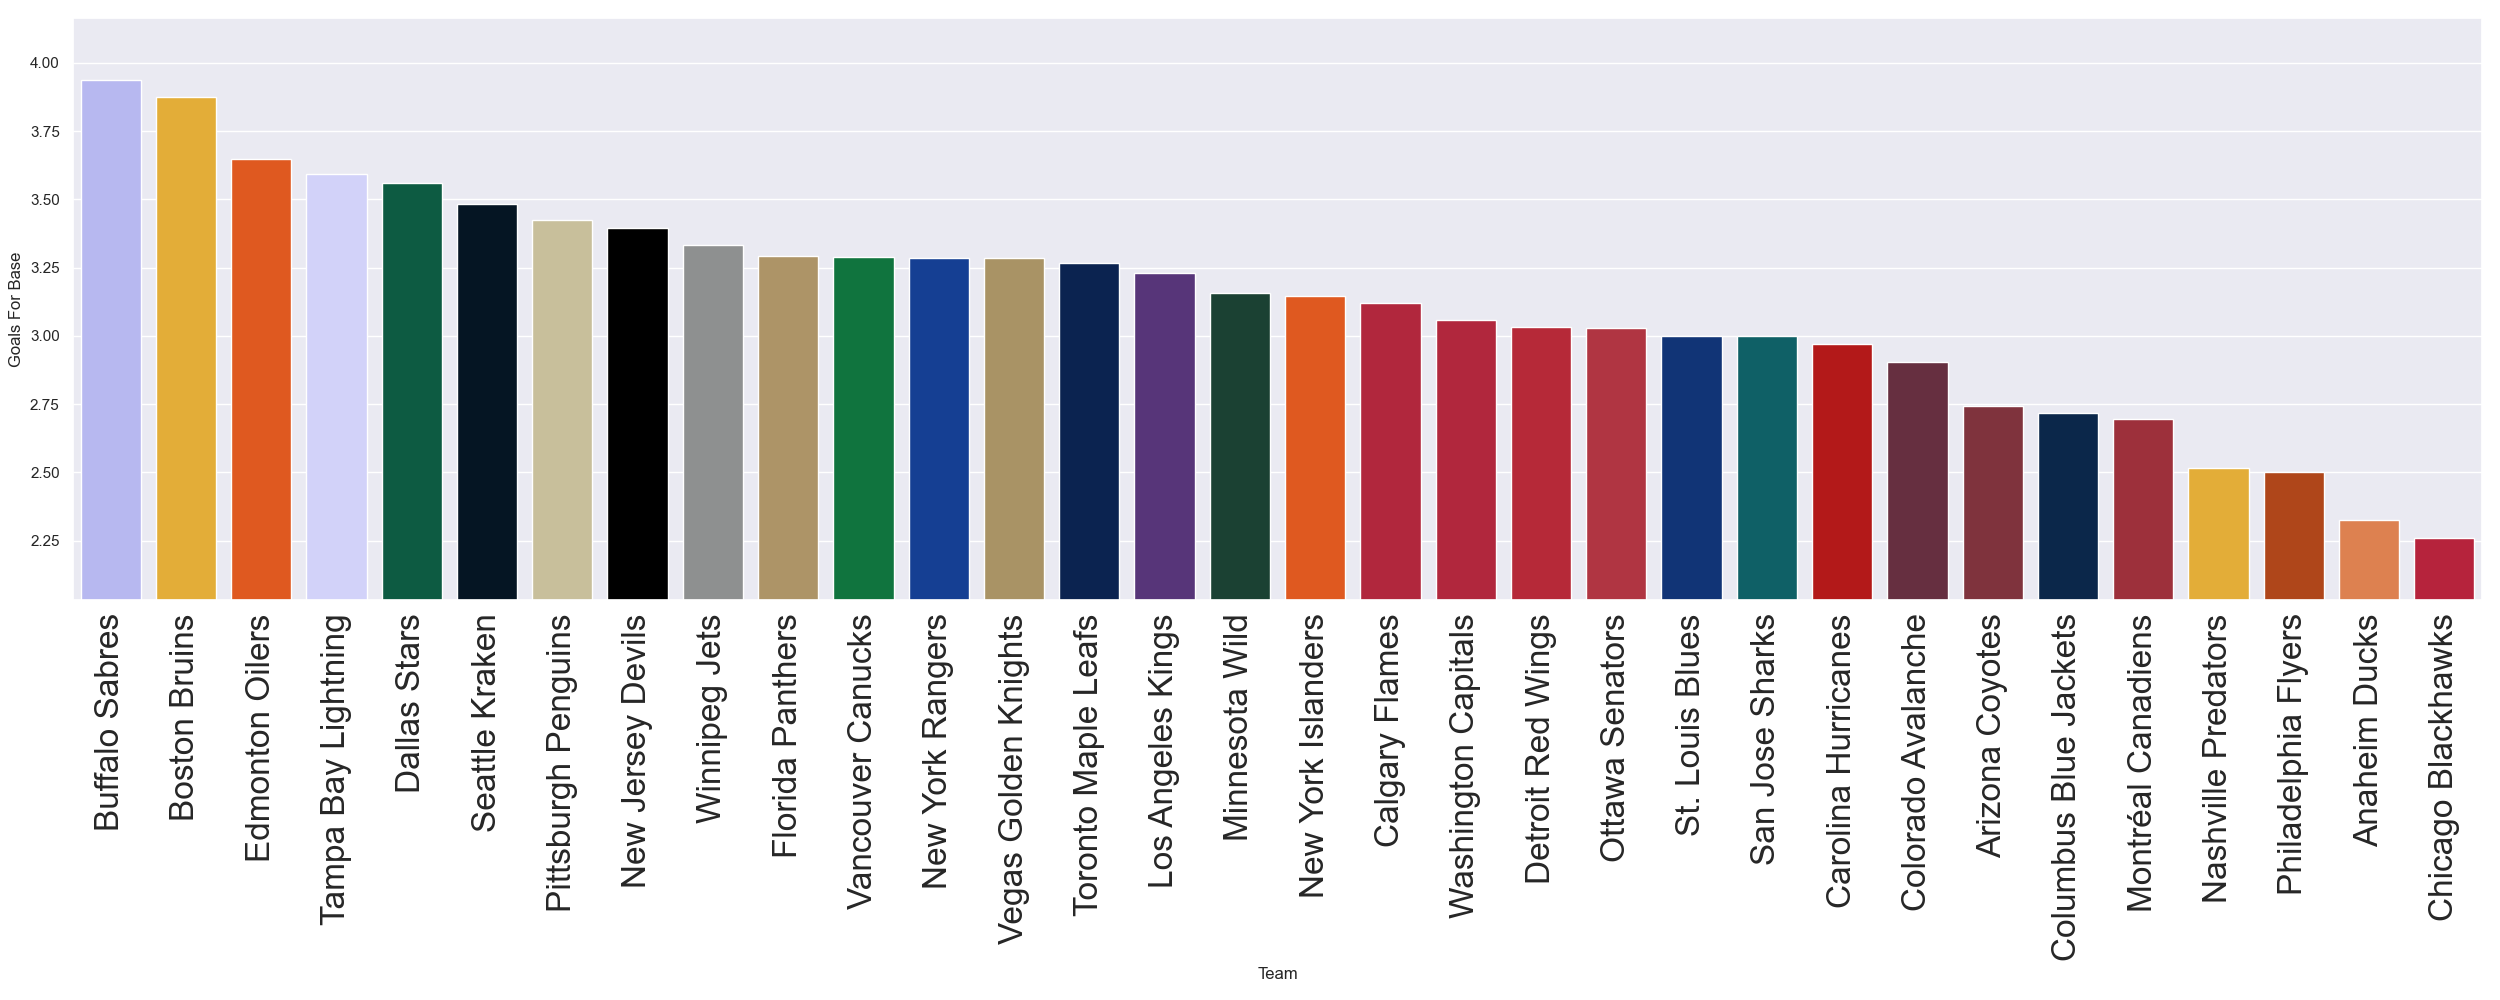 4.00
3.75
3.50
3.25
3.00
2.75
2.50
2.25
Goals For Base
Buffalo Sabres
Boston Bruins
Edmonton Oilers
Tampa Bay Lightning
Dallas Stars
Seattle Kraken
Pittsburgh Penguins
New Jersey Devils
Winnipeg Jets
Florida Panthers
Vancouver Canucks
New York Rangers
Vegas Golden Knights
Toronto Maple Leafs
Los Angeles Kings
Minnesota Wild
New York Islanders
Calgary Flames
Washington Capitals
Detroit Red Wings
Ottawa Senators
St. Louis Blues
San Jose Sharks
Carolina Hurricanes
Colorado Avalanche
Arizona Coyotes
Columbus Blue Jackets
Montréal Canadiens
Nashville Predators
Philadelphia Flyers
Anaheim Ducks
Chicago Blackhawks
Team